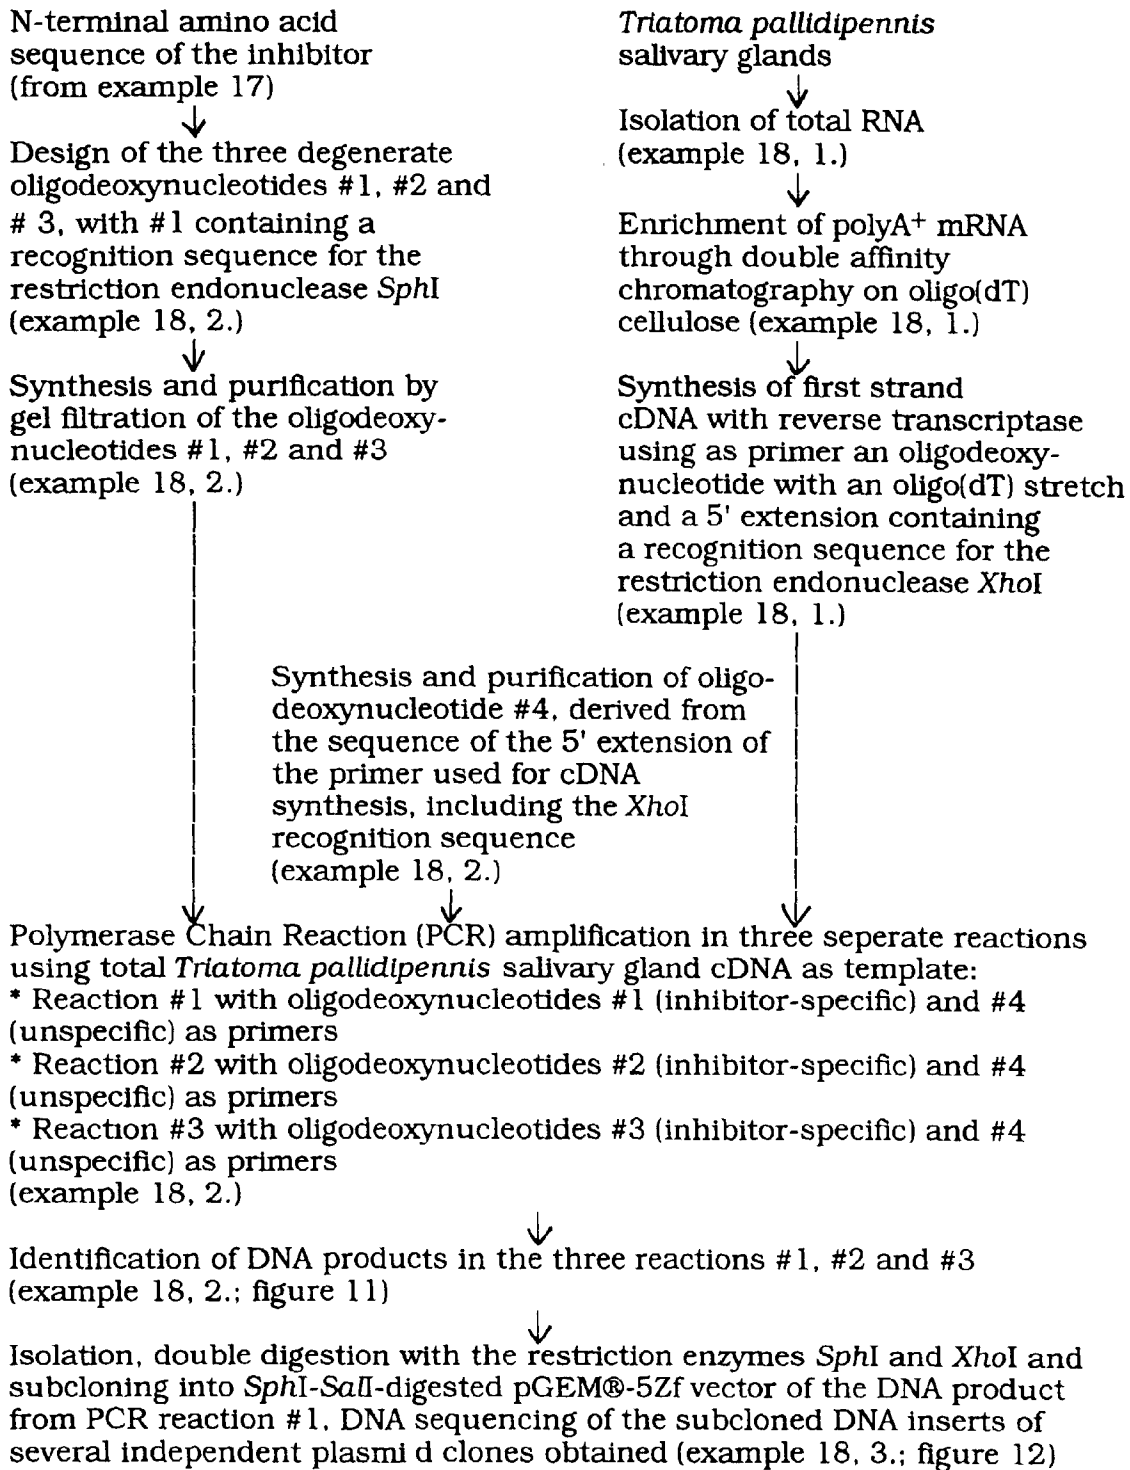 N-terminal amino acid
sequence of the inhibitor
(from example 17)
Design of the three degenerate
oligodeoxynucleotides #1, #2 and
# 3, with #1 containing a
recognition sequence for the
restriction endonuclease SphI
(example 18, 2.)
Synthesis and purification by
gel filtration of the oligodeoxy-
nucleotides #1, #2 and #3
(example 18, 2.)
Triatoma pallidipennis
salivary glands
Isolation of total RNA
(example 18, 1.)
Enrichment of polyA+ mRNA
through double affinity
chromatography on oligo(dT)
cellulose (example 18, 1.)
Synthesis of first strand
cDNA with reverse transcriptase
using as primer an oligodeoxy-
nucleotide with an oligo(dT) stretch
and a 5' extension containing
a recognition sequence for the
restriction endonuclease XhoI
(example 18, 1.)
Synthesis and purification of oligo-
deoxynucleotide #4, derived from
the sequence of the 5' extension of
the primer used for cDNA
synthesis, including the XhoI
recognition sequence
(example 18, 2.)
Polymerase Chain Reaction (PCR) amplification in three seperate reactions
using total Triatoma pallidipennis salivary gland cDNA as template:
* Reaction #1 with oligodeoxynucleotides #1 (inhibitor-specific) and #4
(unspecific) as primers
* Reaction #2 with oligodeoxynucleotides #2 (inhibitor-specific) and #4
(unspecific) as primers
* Reaction #3 with oligodeoxynucleotides #3 (inhibitor-specific) and #4
(unspecific) as primers
(example 18, 2.)
Identification of DNA products in the three reactions #1, #2 and #3
(example 18, 2.; figure 11)
Isolation, double digestion with the restriction enzymes SphI and XhoI and
subcloning into SphI-SalI-digested pGEM®-5Zf vector of the DNA product
from PCR reaction #1, DNA sequencing of the subcloned DNA inserts of
several independent plasmi d clones obtained (example 18, 3.; figure 12)